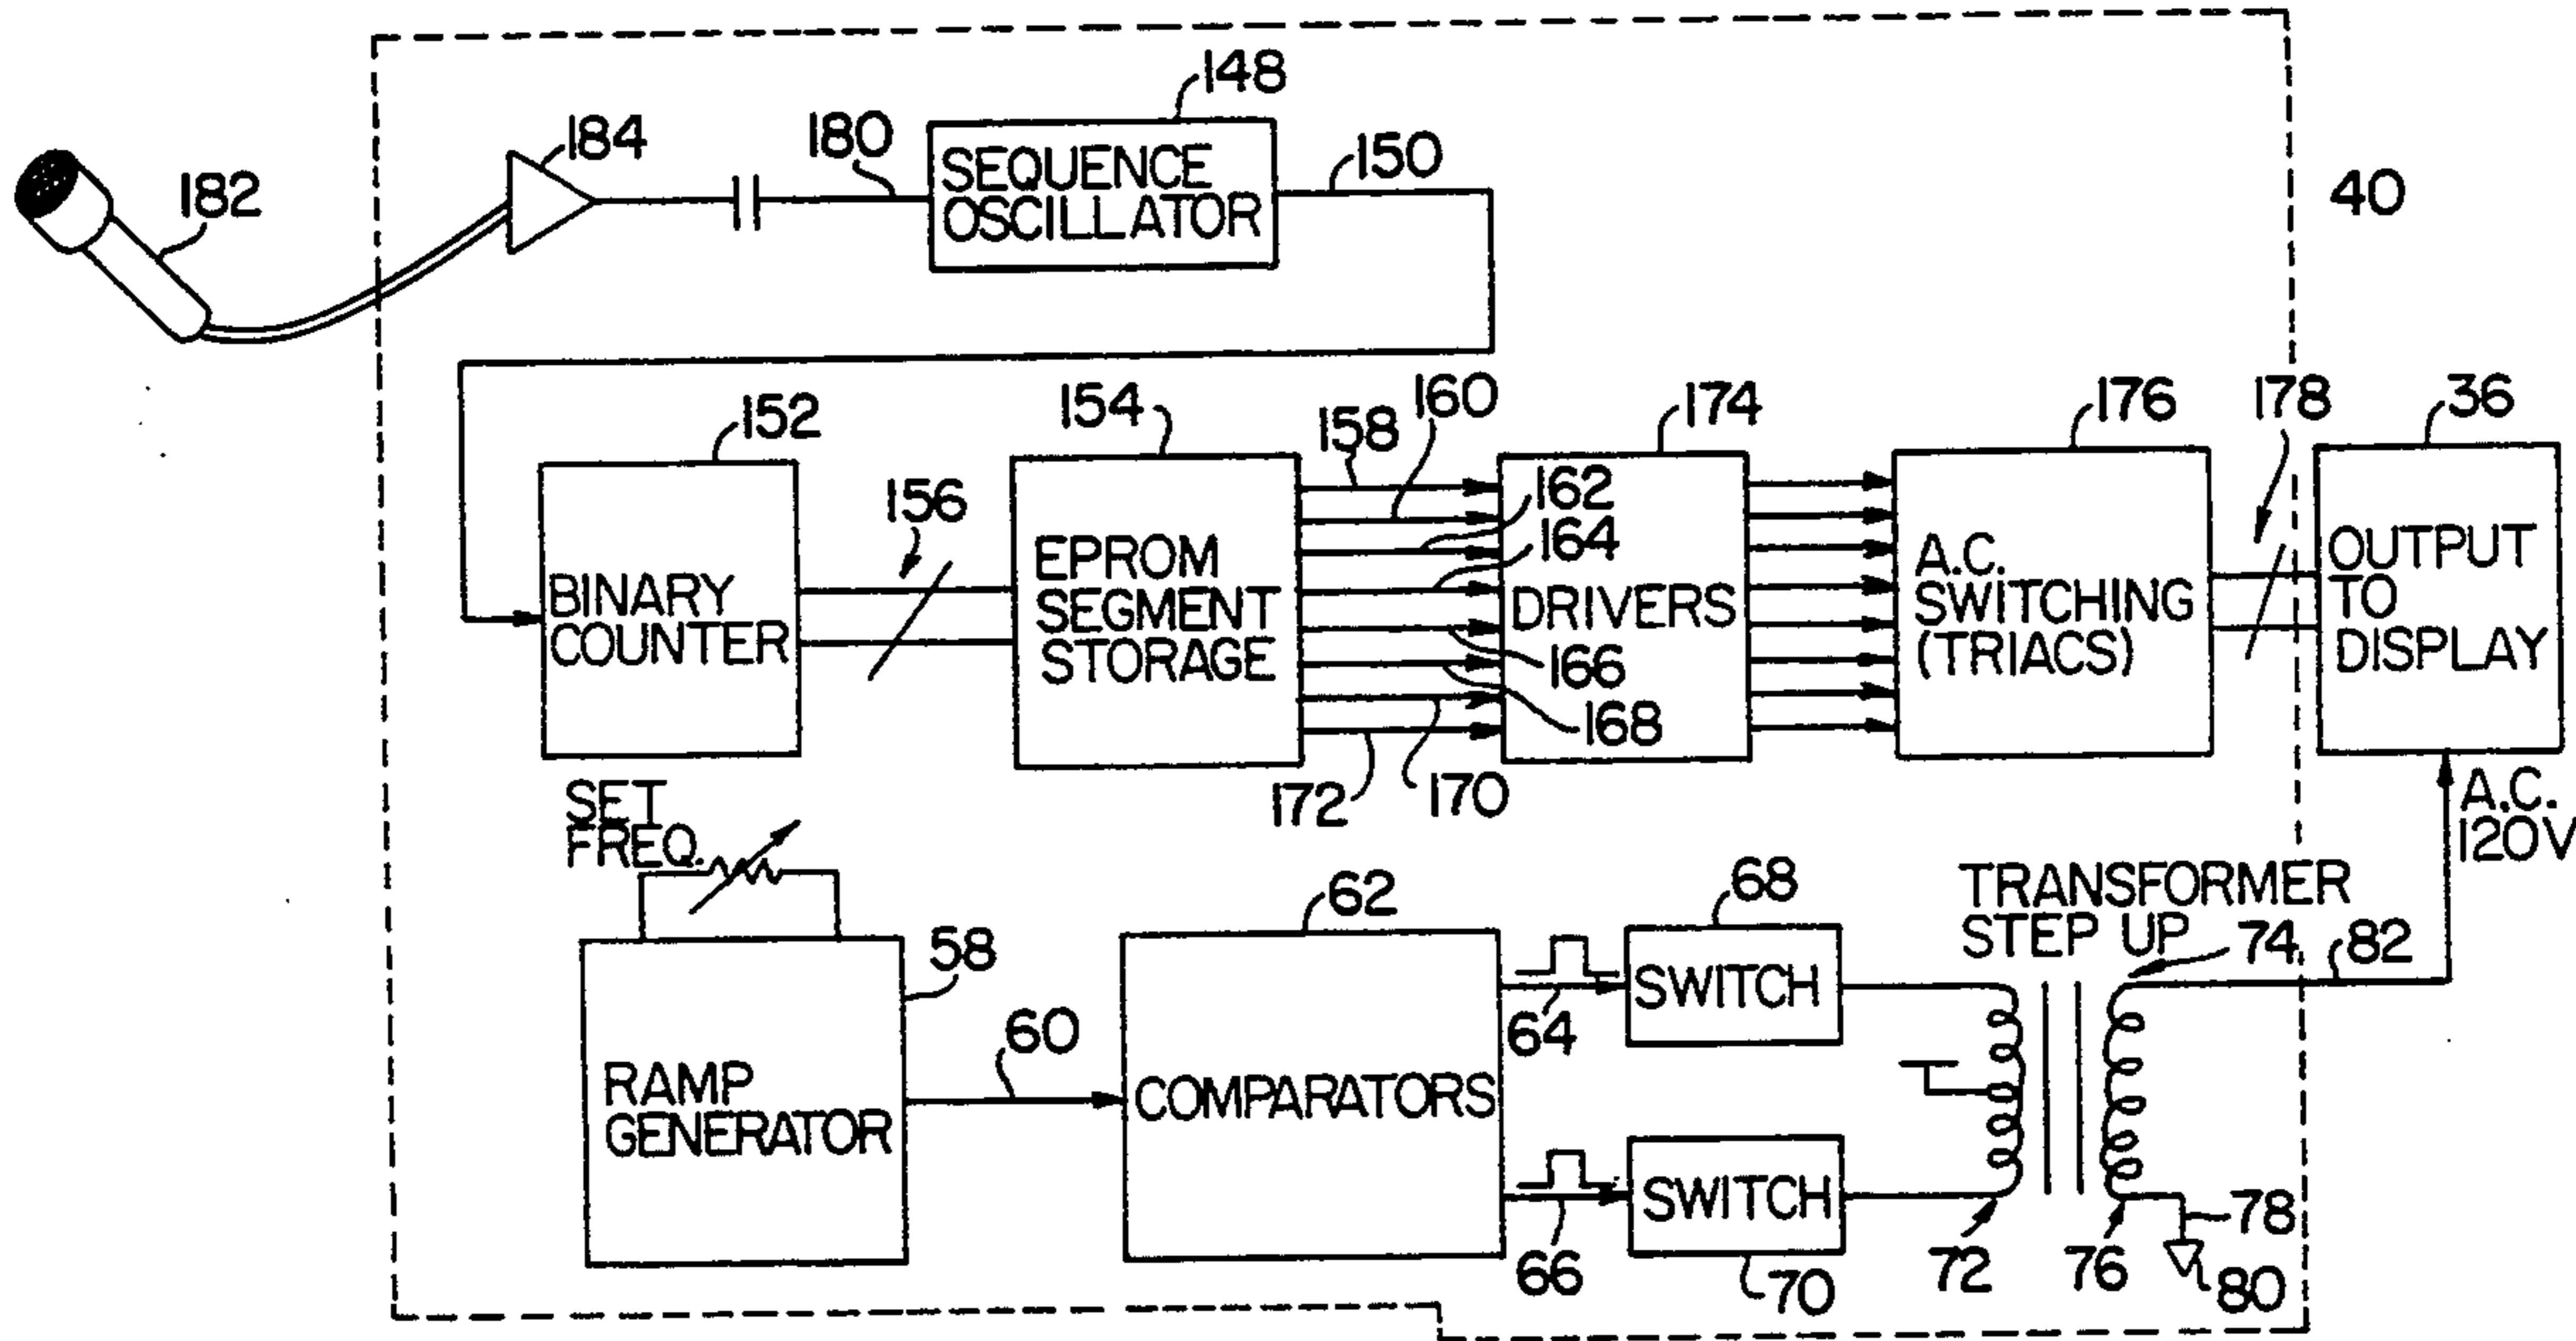 148
184
180
SEQUENCE
OSCILLATOR
150
182
40
152
154
158
160
174
176
178
36
156
162
164
BINARY
COUNTER
EPROM
SEGMENT
STORAGE
DRIVERS
A.C.
SWITCHING
(TRIACS)
OUTPUT
TO
DISPLAY
166
168
172
170
SET
FREQ.
A.C.
120V
58
62
68
TRANSFORMER
STEP UP
74
82
RAMP
GENERATOR
60
COMPARATORS
64
SWITCH
66
SWITCH
70
72
76
78
80